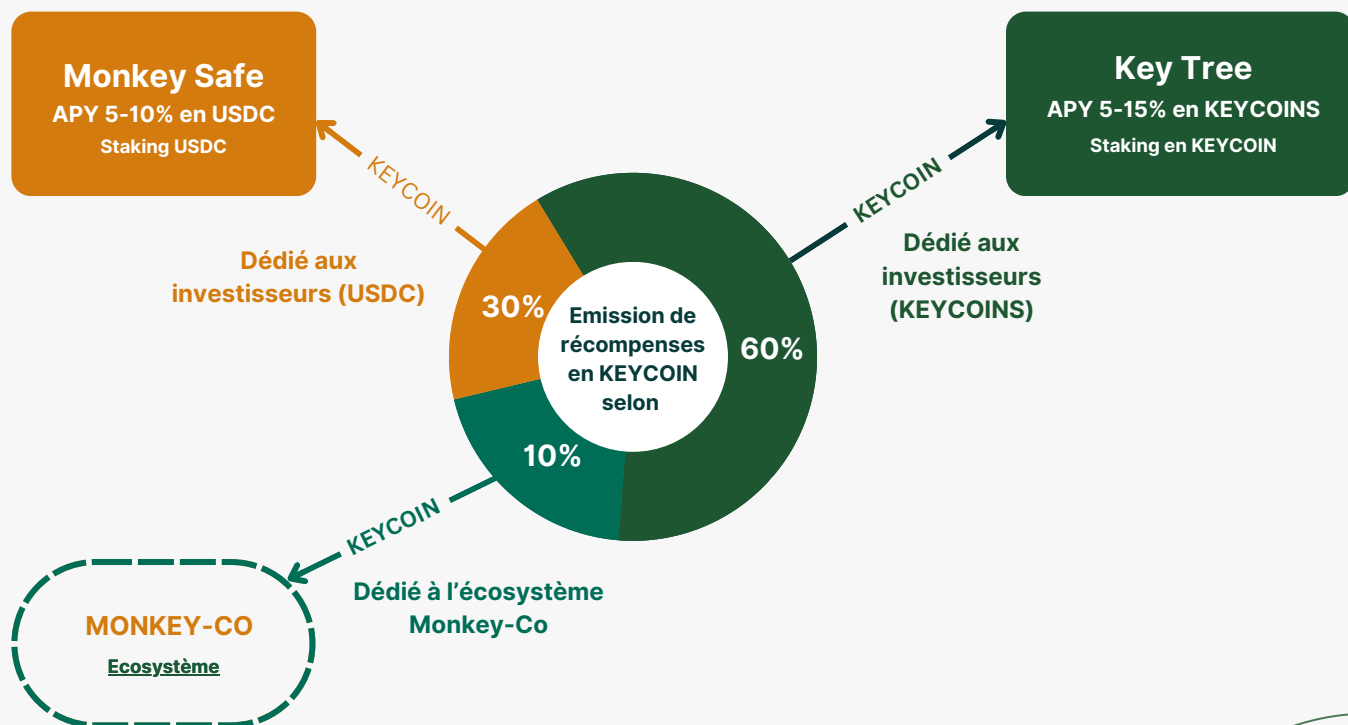 Monkey Safe
APY 5-10% en USDC
Staking USDC
Key Tree
APY 5-15% en KEYCOINS
Staking en KEYCOIN
KEYCOIN
KEYCOIN
Dédié aux
investisseurs (USDC)
Dédié aux
investisseurs
(KEYCOINS)
30%
Emission de
récompenses
en KEYCOIN
selon
60%
10%
KEYCOIN
Dédié à l’écosystème
Monkey-Co
MONKEY-CO
Ecosystème